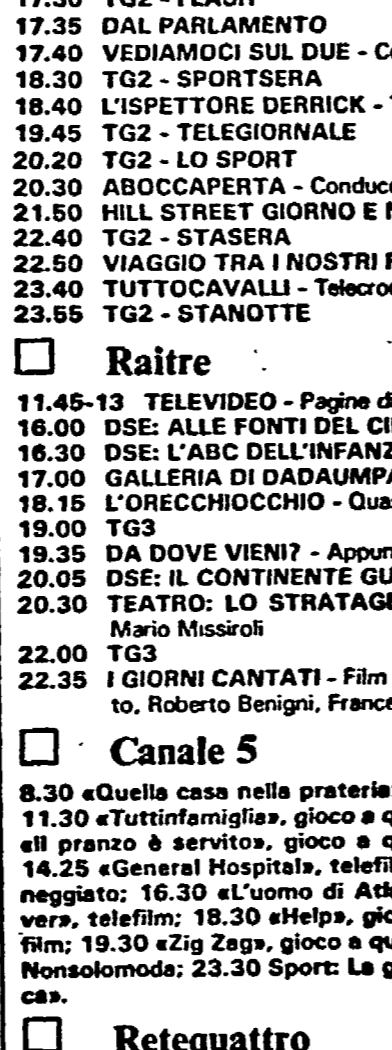 17.30 TG2 - FLASH
17.35 DAL PARLAMENTO
17.40 VEDIAMOCI SUL DUE - C
18.30 TG2 - SPORTSERA
18.40 L'ISPETTORE DERRICK -
19.45 TG2 - TELEGIORNALE
20.20 TG2 - LO SPORT
20.30 ABOCCAPERTA - Conduc
21.50 HILL STREET GIORNO E
22.40 TG2 - STASERA
22.50 VIAGGIO TRA I NOSTRI
23.40 TUTTOCAVALLI - Telecro
23.55 TG2 - STANOTTE
Raitre
11.45-13 TELEVIDEO - Pagine d
16.00 DSE: ALLE FONTI DEL CI
16.30 DSE: L'ABC DELL'INFANZ
17.00 GALLERIA DI DADAUMPA
18.15 L'ORECCHIOCCHIO - Qua
19.00 TG3
19.35 DA DOVE VIENI? - Appun
20.05 DSE: IL CONTINENTE GU
20.30 TEATRO: LO STRATAG
Mario Missiroli
22.00 TG3
22.35 I GIORNI CANTATI - Film
to, Roberto Benigni, France
Canale 5
8.30 «Quella casa nella prateria
11.30 «Tuttinfamiglia», gioco a q
«Il pranzo è servito», gioco a q
14.25 «General Hospital», telefil
neggiato; 16.30 «L'uomo di Atl
ver», telefilm; 18.30 «Help», gio
film; 19.30 «Zig Zag», gioco a qu
Nonsolomoda; 23.30 Sport: La g
ca».
Retequattro